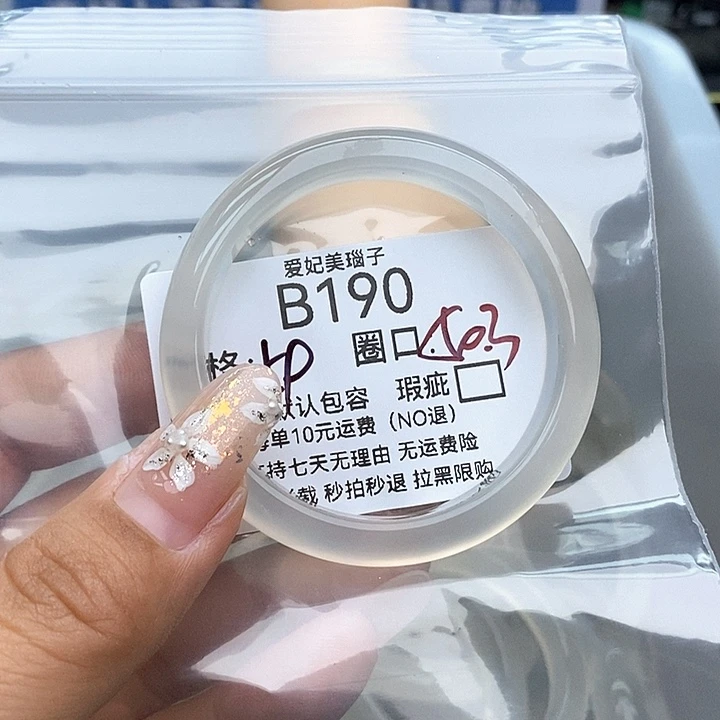 爱妃美瑙子
B190
格: 圈口
默认包容 瑕疵
单10元运费（NO退）
持七天无理由 无运费险
截 秒拍秒退 拉黑限购